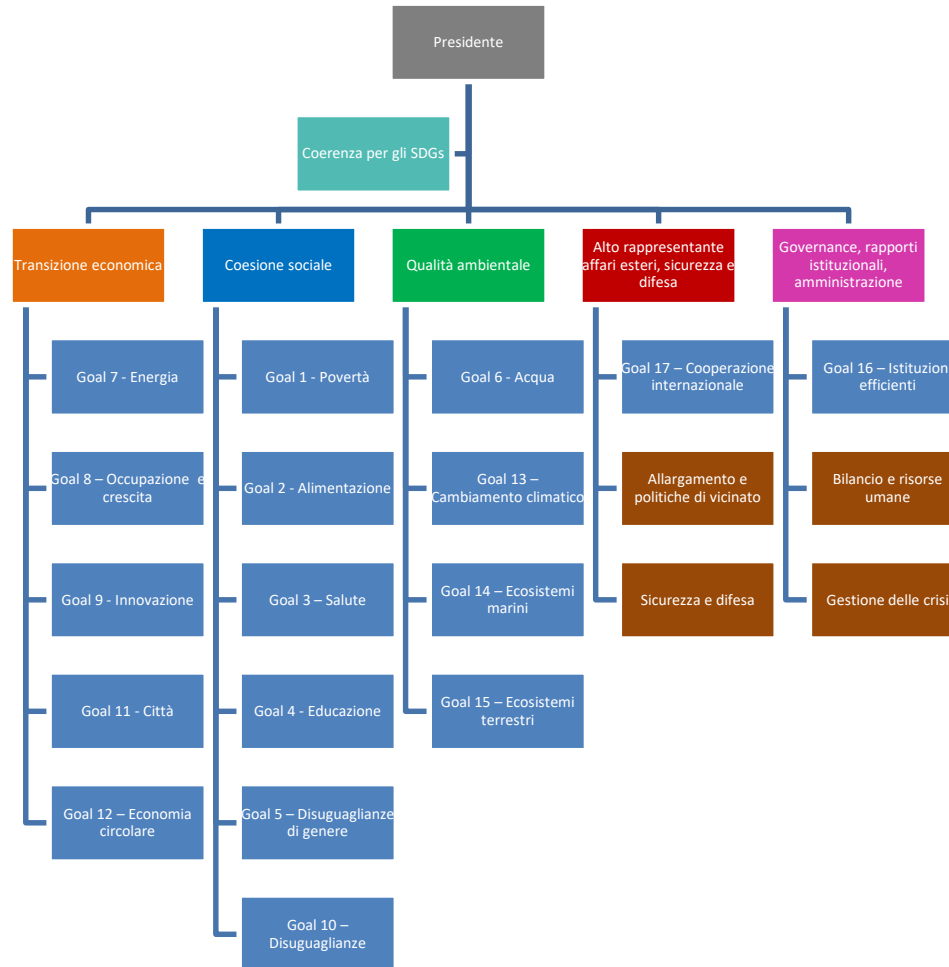 Presidente
Coerenza per gli SDGs
Transizione economica
Coesione sociale
Qualità ambientale
Alto rappresentante
affari esteri, sicurezza e
difesa
Governance, rapporti
istituzionali,
amministrazione
Goal 7 - Energia
Goal 8 – Occupazione e
crescita
Goal 9 - Innovazione
Goal 11 - Città
Goal 12 – Economia
circolare
Goal 1 - Povertà
Goal 2 - Alimentazione
Goal 3 – Salute
Goal 4 - Educazione
Goal 5 – Disuguaglianze
di genere
Goal 10 –
Disuguaglianze
Goal 6 - Acqua
Goal 13 –
Cambiamento climatico
Goal 14 – Ecosistemi
marini
Goal 15 – Ecosistemi
terrestri
Goal 17 – Cooperazione
internazionale
Allargamento e
politiche di vicinato
Sicurezza e difesa
Goal 16 – Istituzioni
efficienti
Bilancio e risorse
umane
Gestione delle crisi